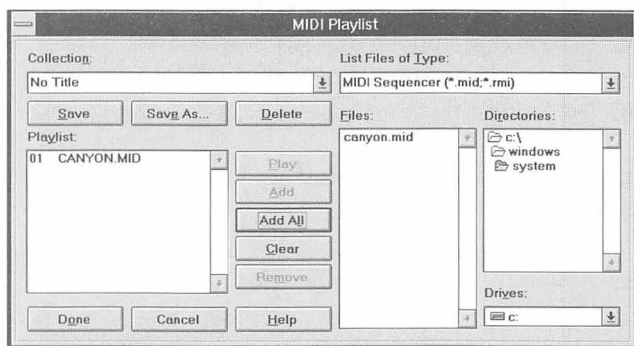 MIDI Playlist
Collection:
No Title
Save
Save As...
Delete
Playlist:
01 CANYON.MID
Play
Add
Add All
Clear
Remove
Done
Cancel
Help
List Files of Type:
MIDI Sequencer (*.mid;*.rmi)
Files:
canyon.mid
Directories:
c:\
windows
system
Drives:
c: